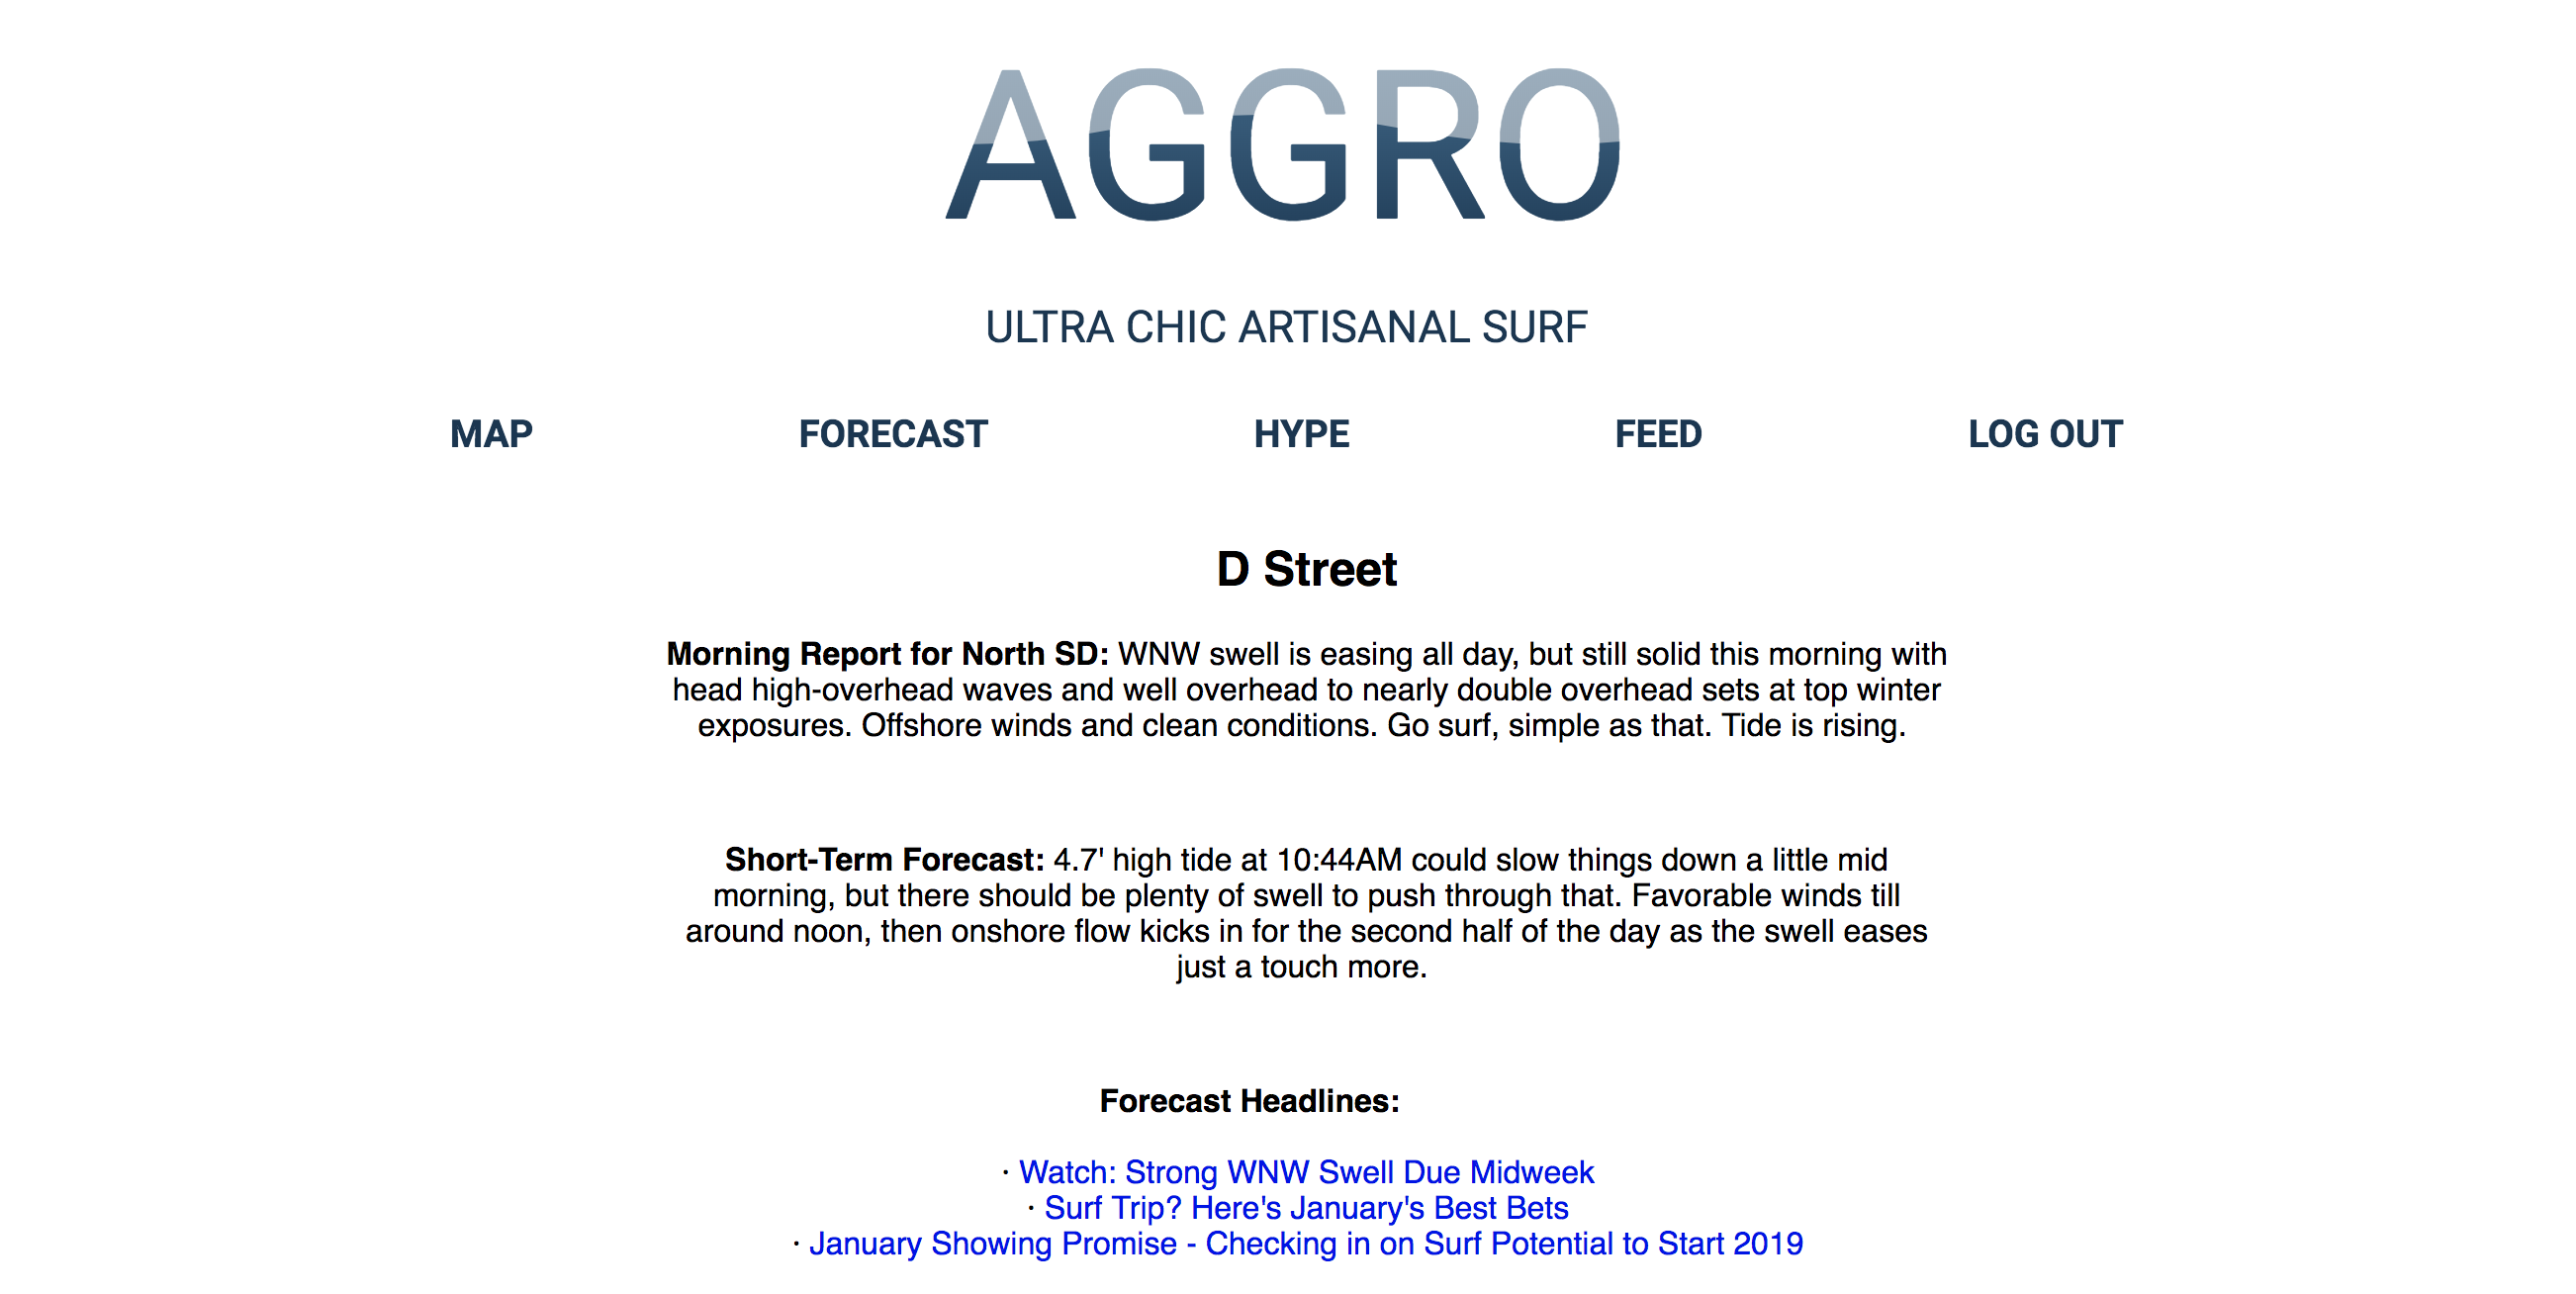 AGGRO
ULTRA CHIC ARTISANAL SURF
MAP FORECAST HYPE FEED LOG OUT
D Street
Morning Report for North SD: WNW swell is easing all day, but still solid this morning with
head high-overhead waves and well overhead to nearly double overhead sets at top winter
exposures. Offshore winds and clean conditions. Go surf, simple as that. Tide is rising.
Short-Term Forecast: 4.7' high tide at 10:44AM could slow things down a little mid
morning, but there should be plenty of swell to push through that. Favorable winds till
around noon, then onshore flow kicks in for the second half of the day as the swell eases
just a touch more.
Forecast Headlines:
· Watch: Strong WNW Swell Due Midweek
· Surf Trip? Here's January's Best Bets
· January Showing Promise - Checking in on Surf Potential to Start 2019